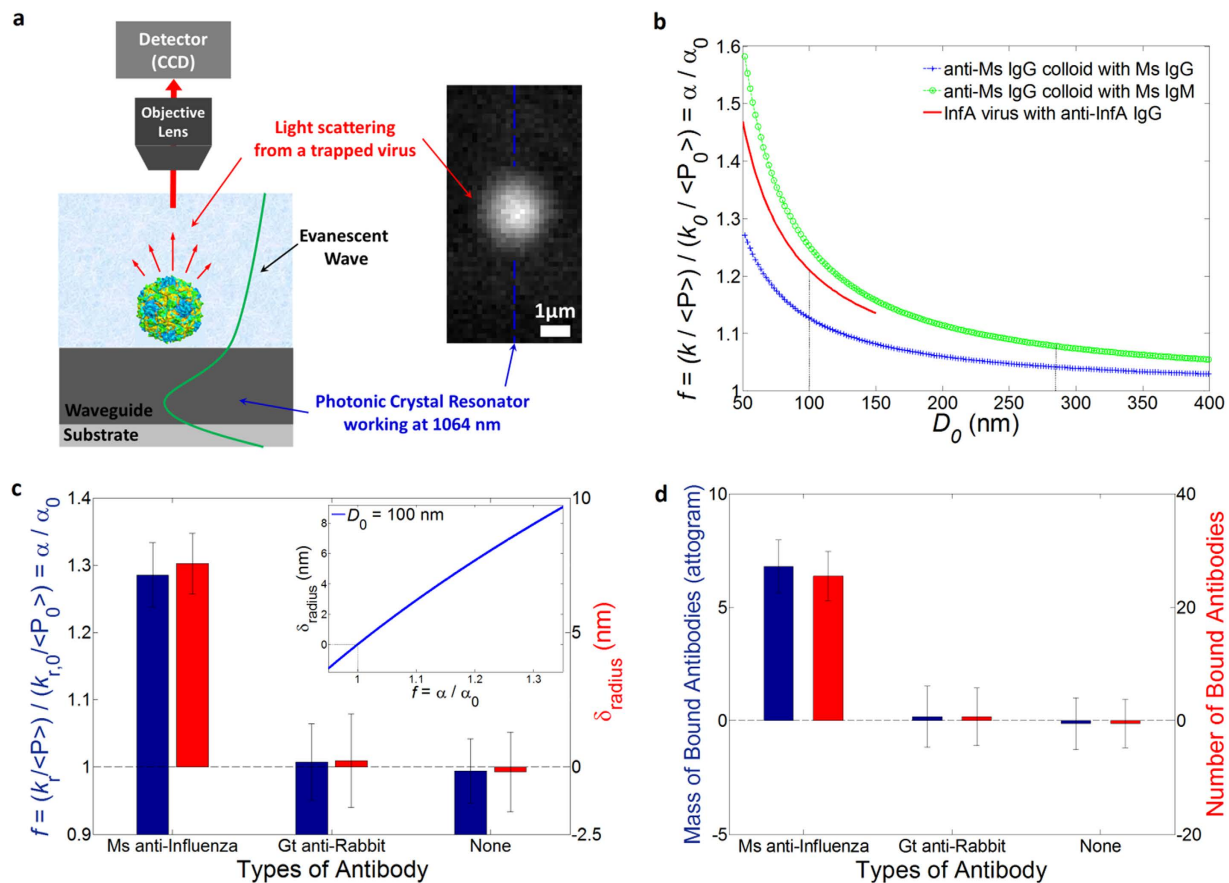 a
Detector
(CCD)
Objective
Lens
Light scattering
from a trapped virus
Evanescent
Wave
1μm
Waveguide
Substrate
Photonic Crystal Resonator
working at 1064 nm
b
f = (k / <P>) / (k0 / <P0>) = α / α0
1.6
1.5
1.4
1.3
1.2
1.1
1
anti-Ms IgG colloid with Ms IgG
anti-Ms IgG colloid with Ms IgM
InfA virus with anti-InfA IgG
50 100 150 200 250 300 350 400
D0 (nm)
c
f = (kr/<P>) / (kr,0/<P0>) = α / α0
1.4
1.3
1.2
1.1
1
0.9
D0 = 100 nm
δradius (nm)
8
6
4
2
0
1 1.1 1.2 1.3
f = α / α0
10
5
0
-2.5
δradius (nm)
Ms anti-Influenza Gt anti-Rabbit None
Types of Antibody
d
Mass of Bound Antibodies (attogram)
10
5
0
-5
40
20
0
-20
Number of Bound Antibodies
Ms anti-Influenza Gt anti-Rabbit None
Types of Antibody